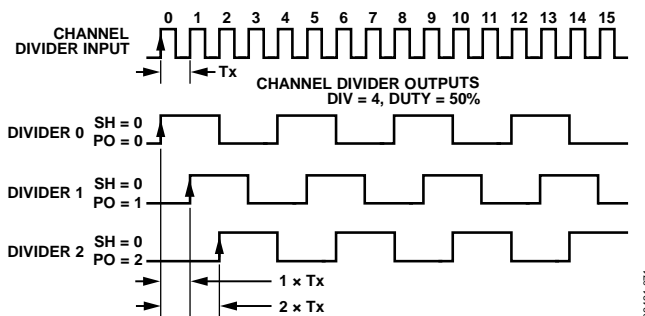 0 1 2 3 4 5 6 7 8 9 10 11 12 13 14 15
CHANNEL
DIVIDER INPUT
Tx
CHANNEL DIVIDER OUTPUTS
DIV = 4, DUTY = 50%
DIVIDER 0
SH = 0
PO = 0
DIVIDER 1
SH = 0
PO = 1
DIVIDER 2
SH = 0
PO = 2
1 × Tx
2 × Tx